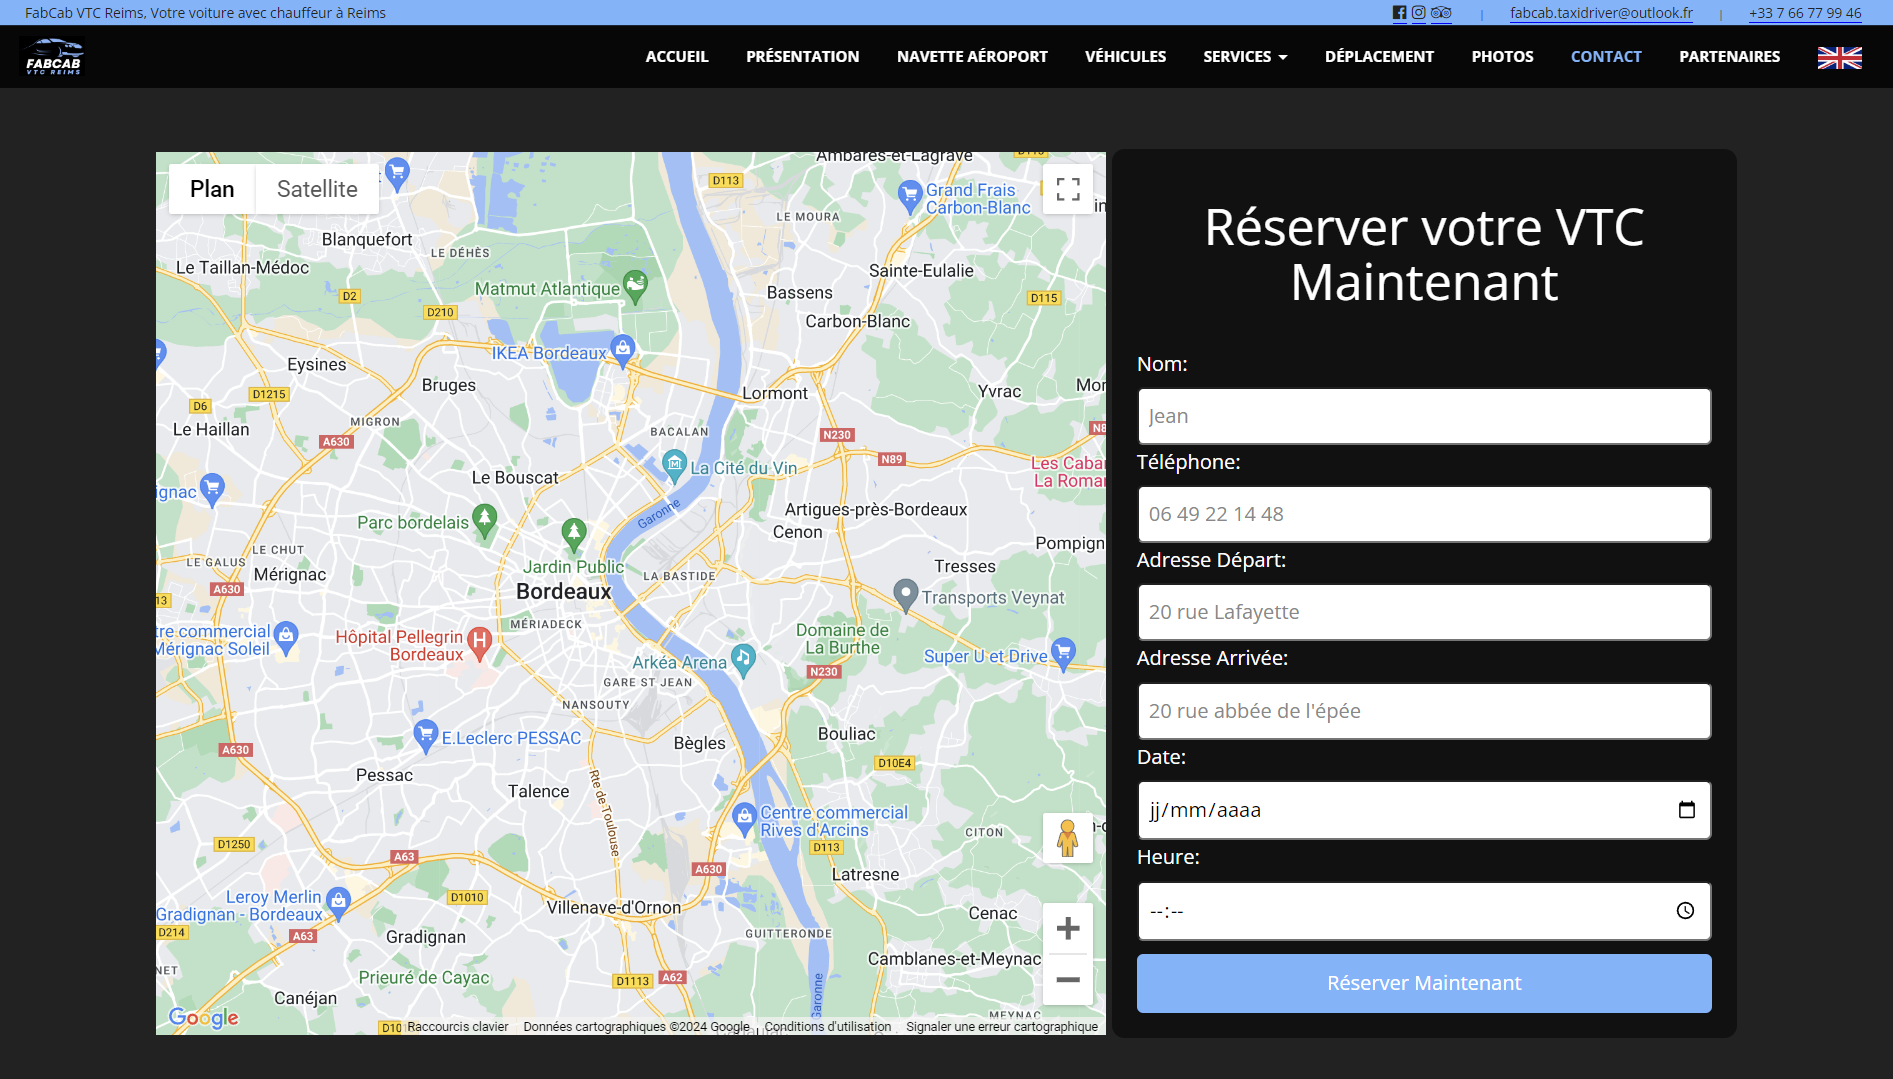 FabCab VTC Reims, Votre voiture avec chauffeur à Reims
| fabcab.taxidriver@outlook.fr | +33 7 66 77 99 46
FABCAB
VTC REIMS
ACCUEIL PRÉSENTATION NAVETTE AÉROPORT VÉHICULES SERVICES DÉPLACEMENT PHOTOS CONTACT PARTENAIRES
Plan Satellite
Ambarès-et-Lagrave
D113
Grand Frais
Carbon-Blanc
LE MOURA
Blanquefort
LE DÉHÈS
Le Taillan-Médoc
Sainte-Eulalie
Matmut Atlantique
Bassens
D2
D115
D210
Carbon-Blanc
IKEA Bordeaux
Eysines
Bruges
Lormont
Yvrac
Mor
D1215
D6
MIGRON
Le Haillan
A630
BACALAN
N230
N8
N89
La Cité du Vin
Les Cabar
La Roman
Le Bouscat
ignac
Garonne
Artigues-près-Bordeaux
Parc bordelais
Cenon
LE CHUT
Pompign
LE GALUS
Mérignac
Jardin Public
LA BASTIDE
Tresses
A630
Bordeaux
Transports Veynat
13
MÉRIADECK
tre commercial
Mérignac Soleil
Hôpital Pellegrin
Bordeaux
Domaine de
La Burthe
Arkéa Arena
Super U et Drive
N230
GARE ST JEAN
NANSOUTY
E.Leclerc PESSAC
Bègles
Bouliac
A630
D10E4
Pessac
Talence
Rte de Toulouse
Centre commercial
Rives d'Arcins
CITON
D1250
D113
A63
A630
Latresne
Leroy Merlin
Gradignan - Bordeaux
D1010
Villenave-d'Ornon
Cenac
D214
A63
Gradignan
GUITTERONDE
Camblanes-et-Meynac
NET
Prieuré de Cayac
D1113
A62
Garonne
Canéjan
MEYNAC
Google
D10
Raccourcis clavier Données cartographiques ©2024 Google Conditions d'utilisation Signaler une erreur cartographique
Réserver votre VTC
Maintenant
Nom:
Jean
Téléphone:
06 49 22 14 48
Adresse Départ:
20 rue Lafayette
Adresse Arrivée:
20 rue abbée de l'épée
Date:
jj/mm/aaaa
Heure:
--:--
Réserver Maintenant